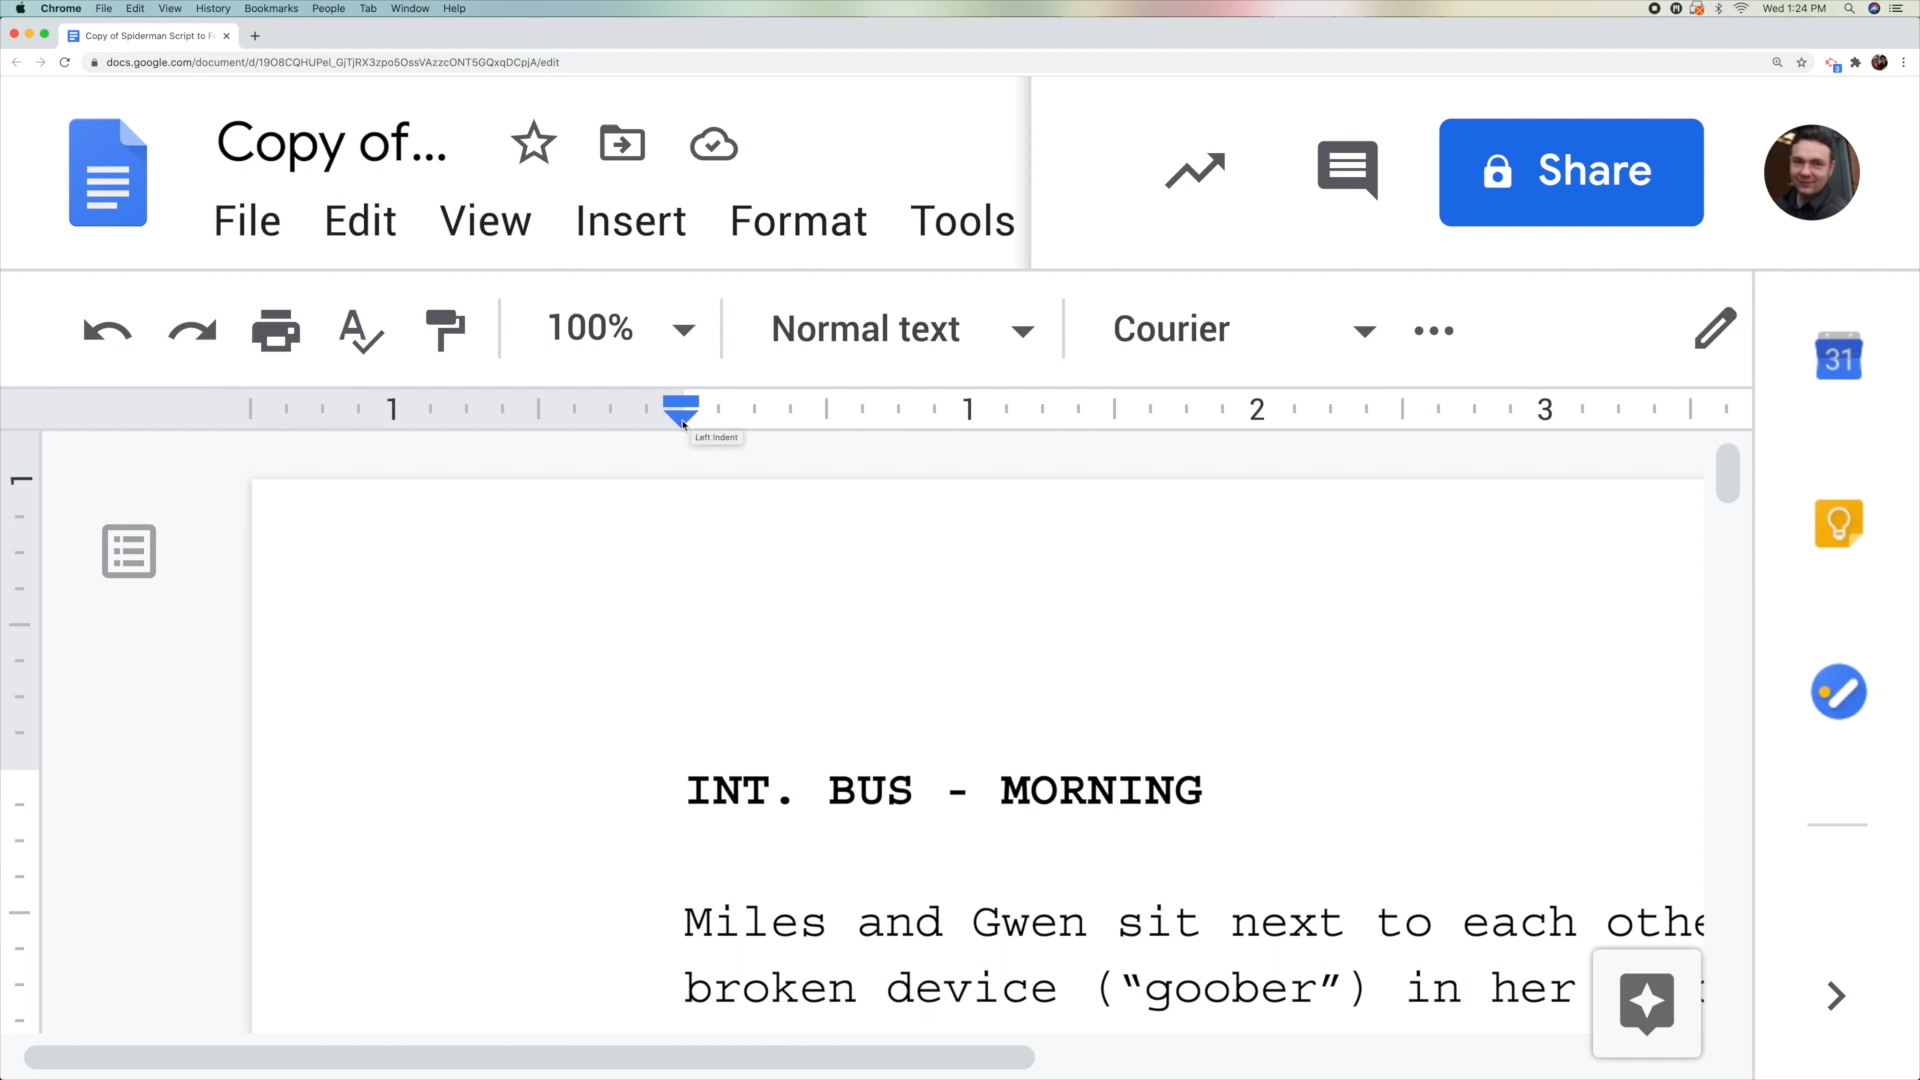 Chrome File Edit View History Bookmarks People Tab Window Help Wed 1:24 PM
Copy of Spiderman Script to F
docs.google.com/document/d/19O8CQHUPel_GjTjRX3zpo5OssVAzzcONT5GQxqDCpjA/edit
3
Copy of...
File Edit View Insert Format Tools
Share
100% Normal text Courier
31
1 1 2 3
Left Indent
1
INT. BUS - MORNING
Miles and Gwen sit next to each othe
broken device (“goober”) in her